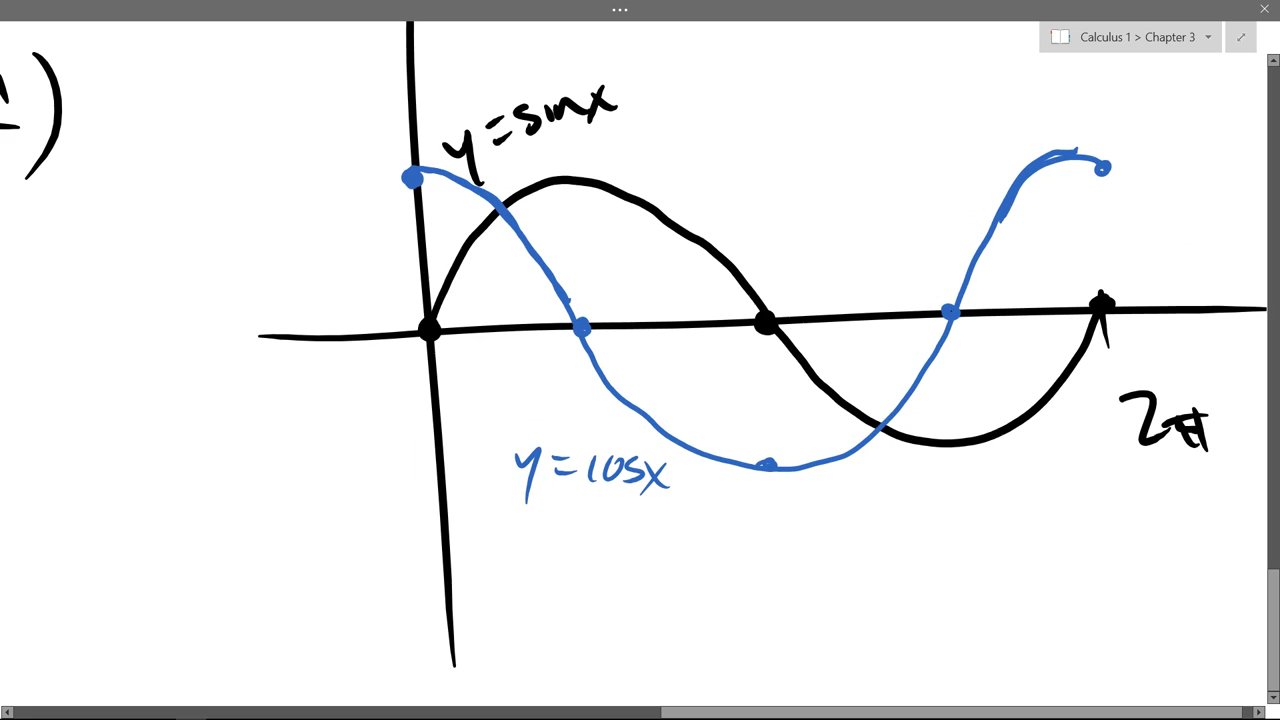 Calculus 1 > Chapter 3
y=sinx
2π
y=cosx